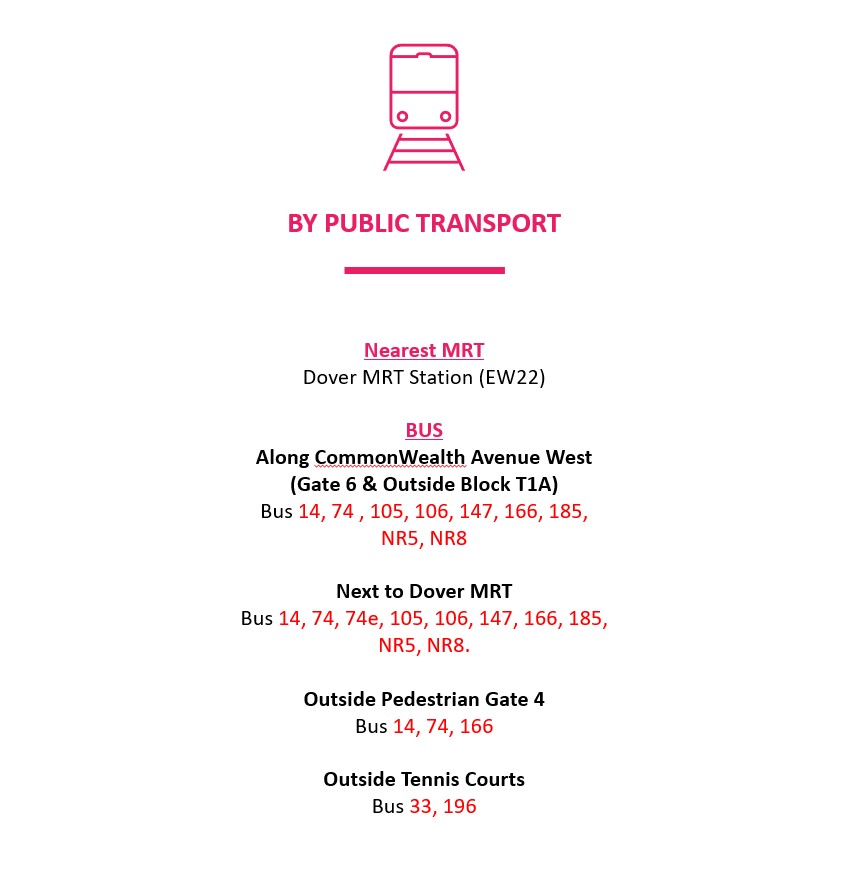 BY PUBLIC TRANSPORT
Nearest MRT
Dover MRT Station (EW22)
BUS
Along CommonWealth Avenue West
(Gate 6 & Outside Block T1A)
Bus 14, 74 , 105, 106, 147, 166, 185,
NR5, NR8
Next to Dover MRT
Bus 14, 74, 74e, 105, 106, 147, 166, 185,
NR5, NR8.
Outside Pedestrian Gate 4
Bus 14, 74, 166
Outside Tennis Courts
Bus 33, 196